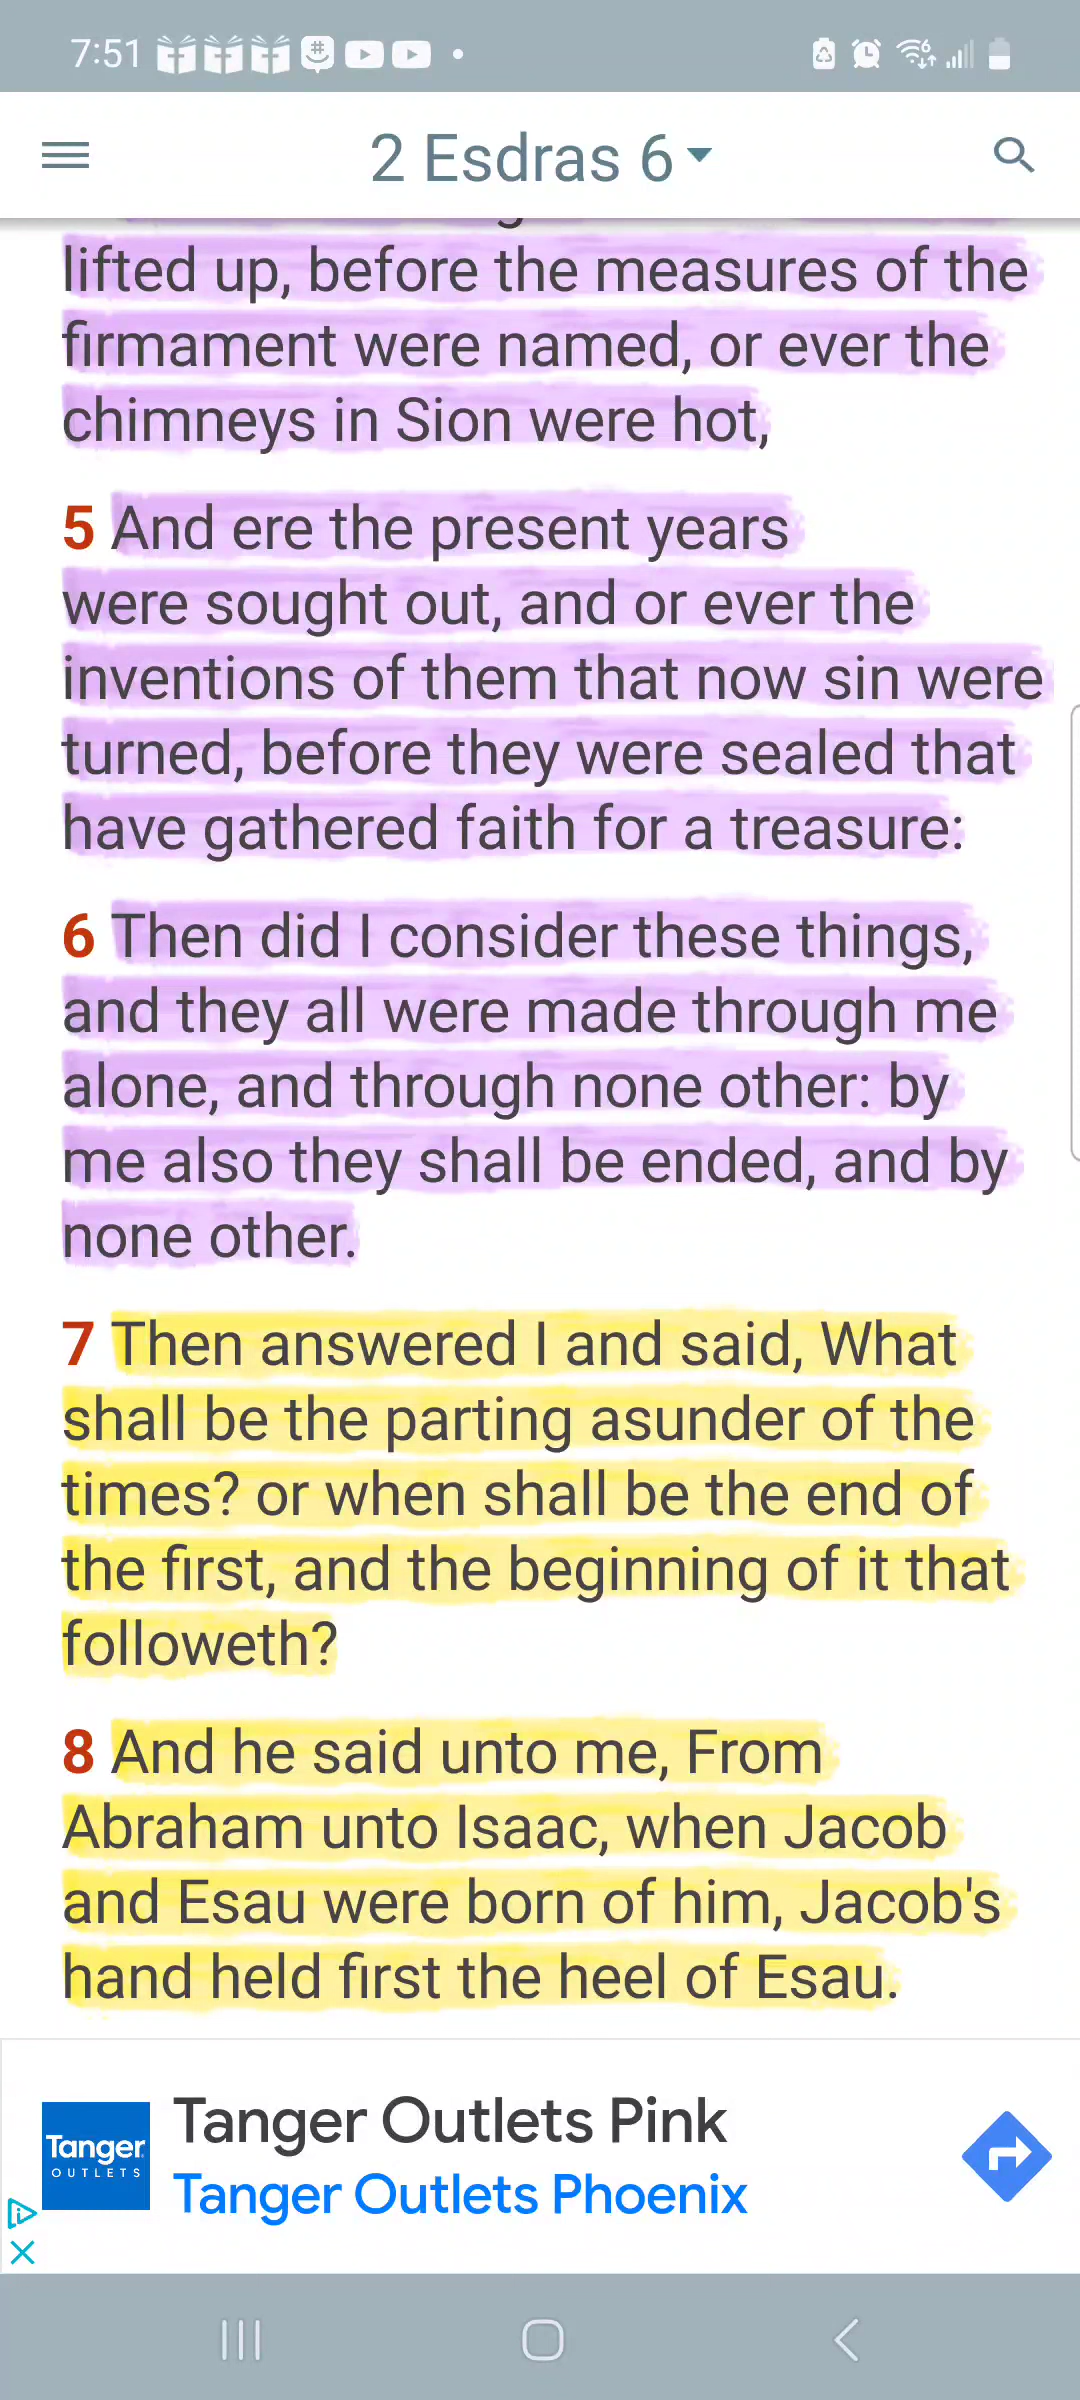 7:51
2 Esdras 6
lifted up, before the measures of the
firmament were named, or ever the
chimneys in Sion were hot,
5 And ere the present years
were sought out, and or ever the
inventions of them that now sin were
turned, before they were sealed that
have gathered faith for a treasure:
6 Then did I consider these things,
and they all were made through me
alone, and through none other: by
me also they shall be ended, and by
none other.
7 Then answered I and said, What
shall be the parting asunder of the
times? or when shall be the end of
the first, and the beginning of it that
followeth?
8 And he said unto me, From
Abraham unto Isaac, when Jacob
and Esau were born of him, Jacob's
hand held first the heel of Esau.
Tanger
OUTLETS
Tanger Outlets Pink
Tanger Outlets Phoenix